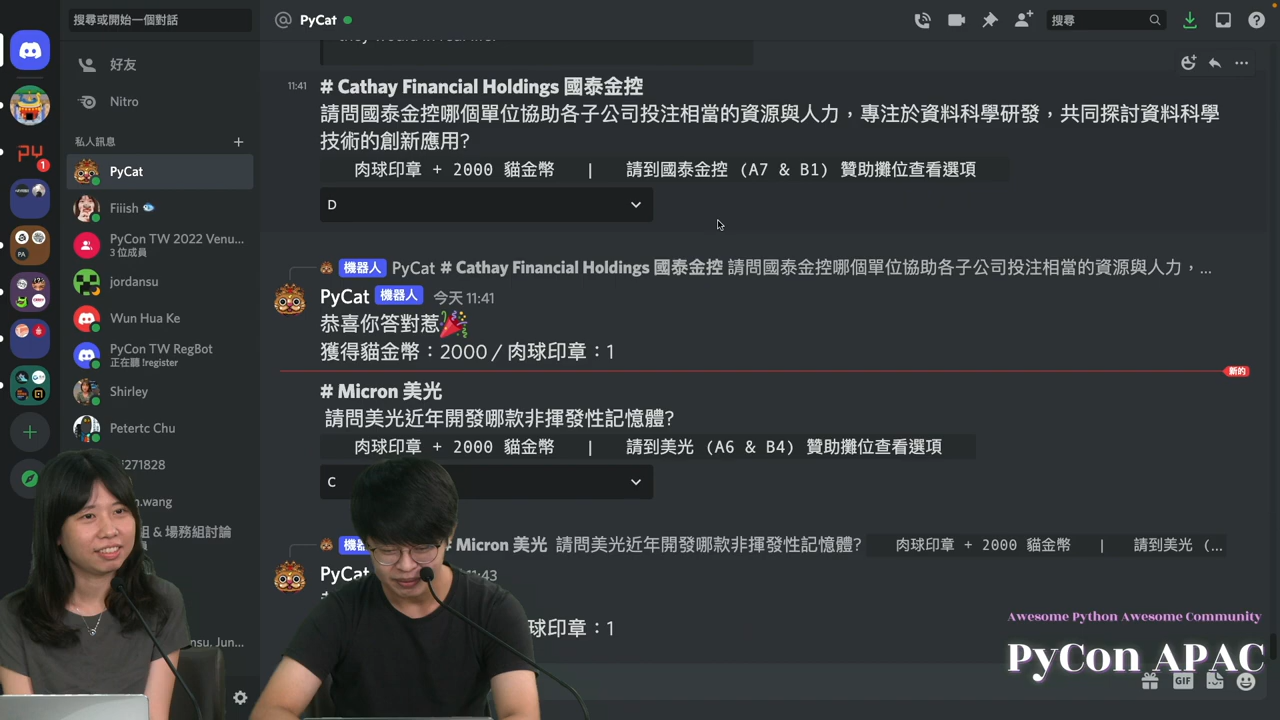 搜尋或開始一個對話
PyCat
搜尋
好友
Nitro
私人訊息
PyCat
Fiiish
PyCon TW 2022 Venu...
3 位成員
jordansu
Wun Hua Ke
PyCon TW RegBot
正在聽 !register
Shirley
Petertc Chu
271828
.wang
組 & 場務組討論
nsu, Jun...
1
11:41
# Cathay Financial Holdings 國泰金控
請問國泰金控哪個單位協助各子公司投注相當的資源與人力，專注於資料科學研發，共同探討資料科學
技術的創新應用?
肉球印章 + 2000 貓金幣 | 請到國泰金控 (A7 & B1) 贊助攤位查看選項
D
機器人 PyCat # Cathay Financial Holdings 國泰金控 請問國泰金控哪個單位協助各子公司投注相當的資源與人力，...
PyCat 機器人 今天 11:41
恭喜你答對惹
獲得貓金幣：2000 / 肉球印章：1
新的
# Micron 美光
請問美光近年開發哪款非揮發性記憶體?
肉球印章 + 2000 貓金幣 | 請到美光 (A6 & B4) 贊助攤位查看選項
C
# Micron 美光 請問美光近年開發哪款非揮發性記憶體? 肉球印章 + 2000 貓金幣 | 請到美光 (...
PyCat 11:43
球印章：1
Awesome Python Awesome Community
PyCon APAC
GIF